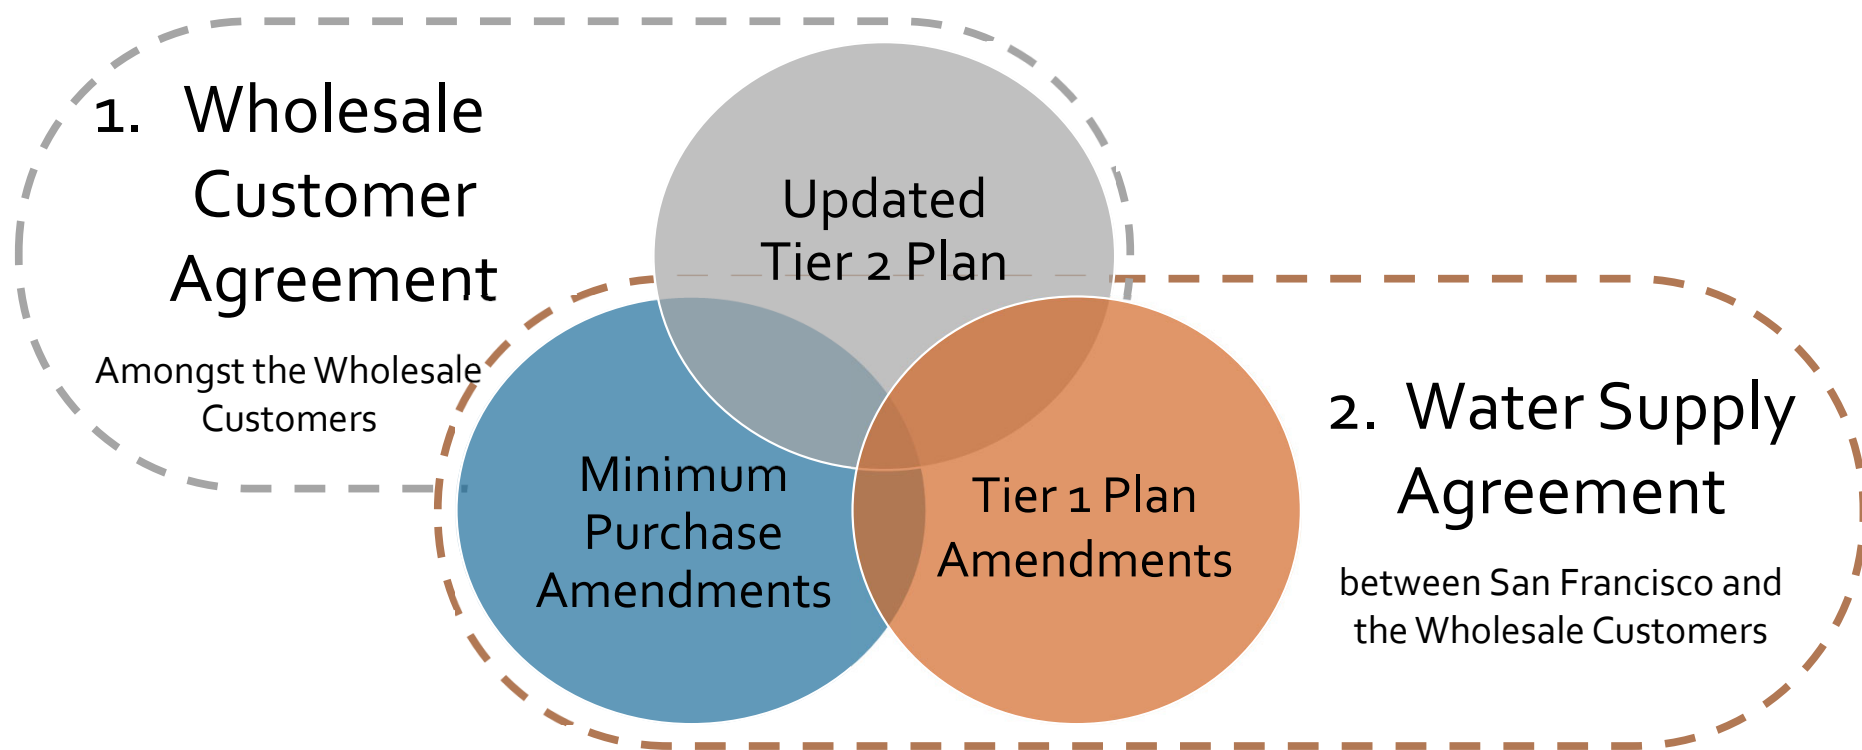 1. Wholesale
Customer
Agreement
Amongst the Wholesale
Customers
Updated
Tier 2 Plan
Minimum
Purchase
Amendments
Tier 1 Plan
Amendments
2. Water Supply
Agreement
between San Francisco and
the Wholesale Customers